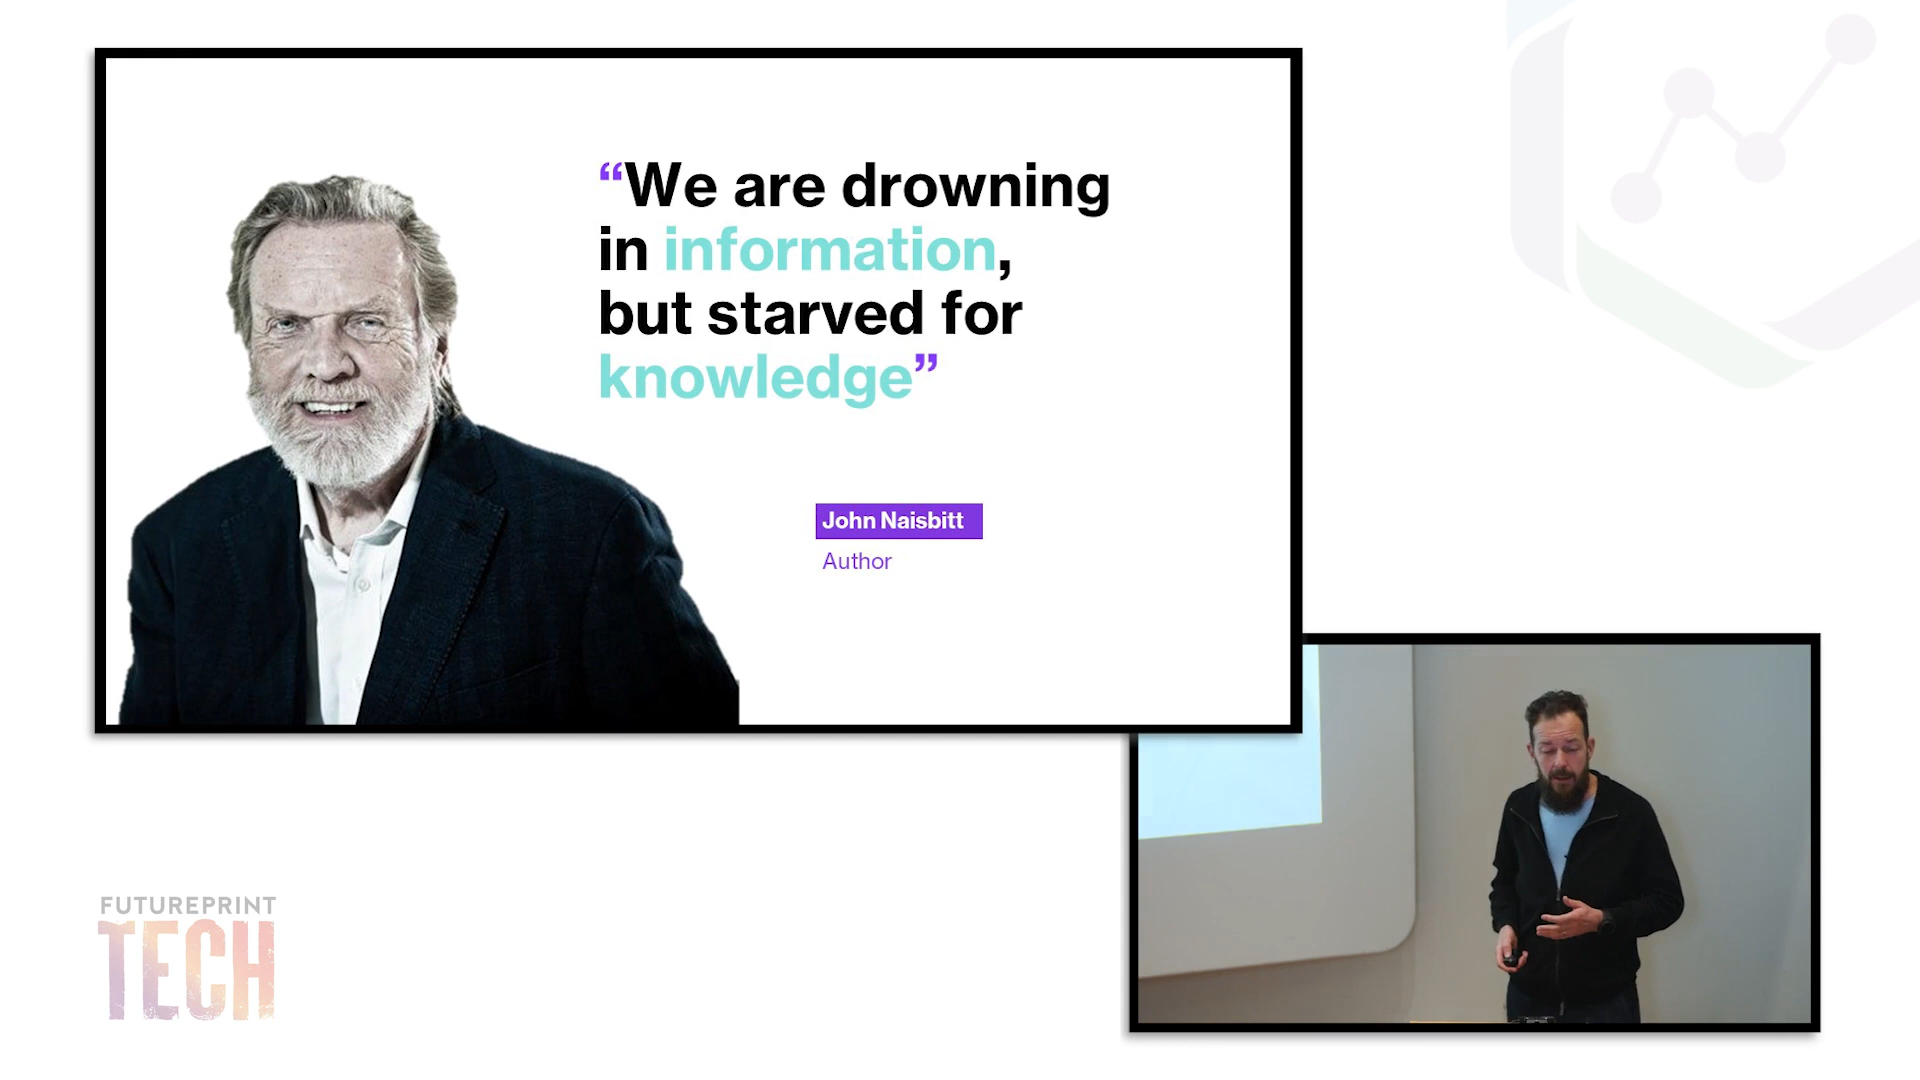 “We are drowning
in information,
but starved for
knowledge”
John Naisbitt
Author
FUTUREPRINT
TECH